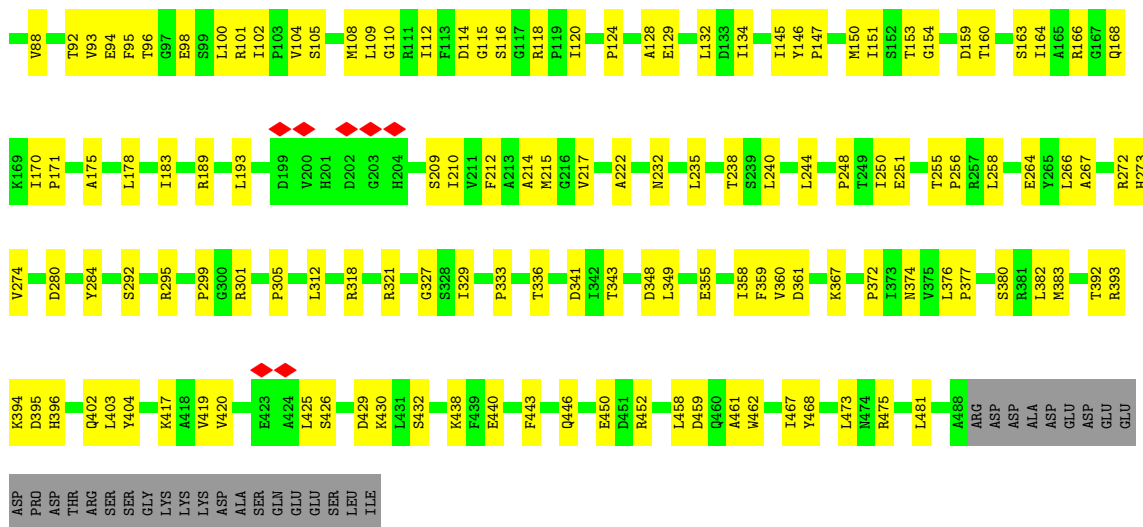 V88 T92 V93 E94 F95 T96 G97 E98 S99 L100 R101 I102 P103 V104 S105 M108 L109 G110 R111 I112 F113 D114 G115 S116 G117 R118 P119 I120 P124 A128 E129 L132 D133 I134 I145 Y146 P147 M150 I151 S152 T153 G154 D159 T160 S163 I164 A165 R166 G167 Q168
K169 I170 P171 A175 L178 I183 R189 L193 D199 V200 H201 D202 G203 H204 S209 I210 V211 F212 A213 A214 M215 G216 V217 A222 N232 L235 T238 S239 L240 L244 P248 T249 I250 E251 T255 P256 R257 L258 E264 Y265 L266 A267 R272 H273
V274 D280 Y284 S292 R295 P299 G300 R301 P305 L312 R318 R321 G327 S328 I329 P333 T336 D341 I342 T343 D348 L349 E355 I358 F359 V360 D361 K367 P372 I373 N374 V375 L376 P377 S380 R381 L382 M383 T392 R393
K394 D395 H396 Q402 L403 Y404 K417 A418 V419 V420 E423 A424 L425 S426 D429 K430 L431 S432 K438 F439 E440 F443 Q446 E450 D451 R452 L458 D459 Q460 A461 W462 I467 Y468 L473 N474 R475 L481 A488 ARG ASP ASP ALA ASP GLU ASP GLU GLU
ASP PRO ASP THR ARG SER SER GLY LYS LYS LYS ASP ALA SER GLN GLU GLU SER LEU ILE